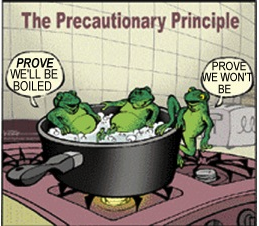 The Precautionary Principle
PROVE
WE'LL BE
BOILED
PROVE
WE WON'T
BE